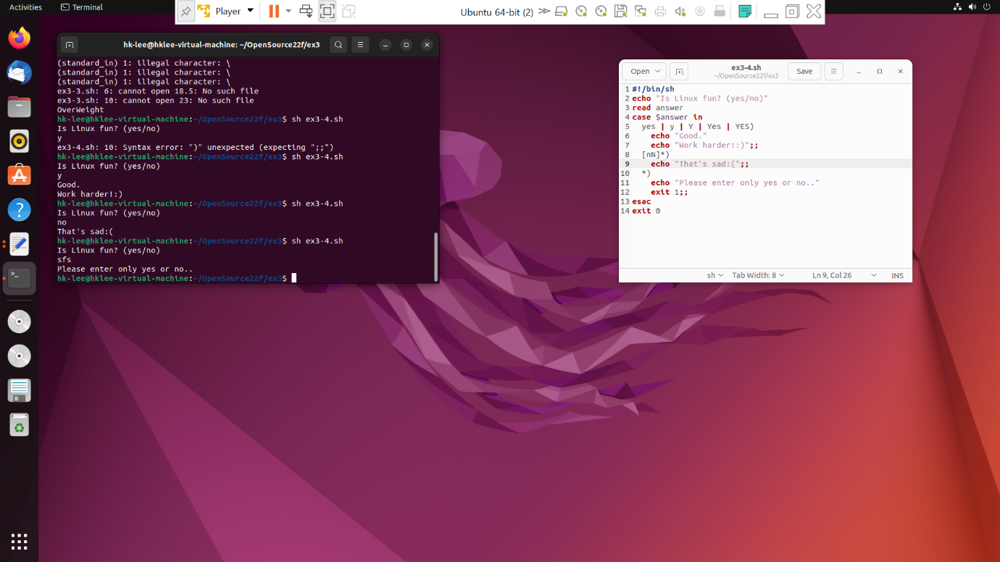 Activities
Terminal
Player
Ubuntu 64-bit (2)
hk-lee@hklee-virtual-machine: ~/OpenSource22f/ex3
(standard_in) 1: illegal character: \
(standard_in) 1: illegal character: \
(standard_in) 1: illegal character: \
ex3-3.sh: 6: cannot open 18.5: No such file
ex3-3.sh: 10: cannot open 23: No such file
OverWeight
hk-lee@hklee-virtual-machine:~/OpenSource22f/ex3$ sh ex3-4.sh
Is Linux fun? (yes/no)
y
ex3-4.sh: 10: Syntax error: ")" unexpected (expecting ";;")
hk-lee@hklee-virtual-machine:~/OpenSource22f/ex3$ sh ex3-4.sh
Is Linux fun? (yes/no)
y
Good.
Work harder!:)
hk-lee@hklee-virtual-machine:~/OpenSource22f/ex3$ sh ex3-4.sh
Is Linux fun? (yes/no)
no
That's sad:(
hk-lee@hklee-virtual-machine:~/OpenSource22f/ex3$ sh ex3-4.sh
Is Linux fun? (yes/no)
sfs
Please enter only yes or no..
hk-lee@hklee-virtual-machine:~/OpenSource22f/ex3$
Open
ex3-4.sh
~/OpenSource22f/ex3
Save
1 #!/bin/sh
2 echo "Is Linux fun? (yes/no)"
3 read answer
4 case $answer in
5   yes | y | Y | Yes | YES)
6     echo "Good."
7     echo "Work harder!:)";;
8   [nN]*)
9     echo "That's sad:(";;
10   *)
11     echo "Please enter only yes or no.."
12     exit 1;;
13 esac
14 exit 0
sh
Tab Width: 8
Ln 9, Col 26
INS